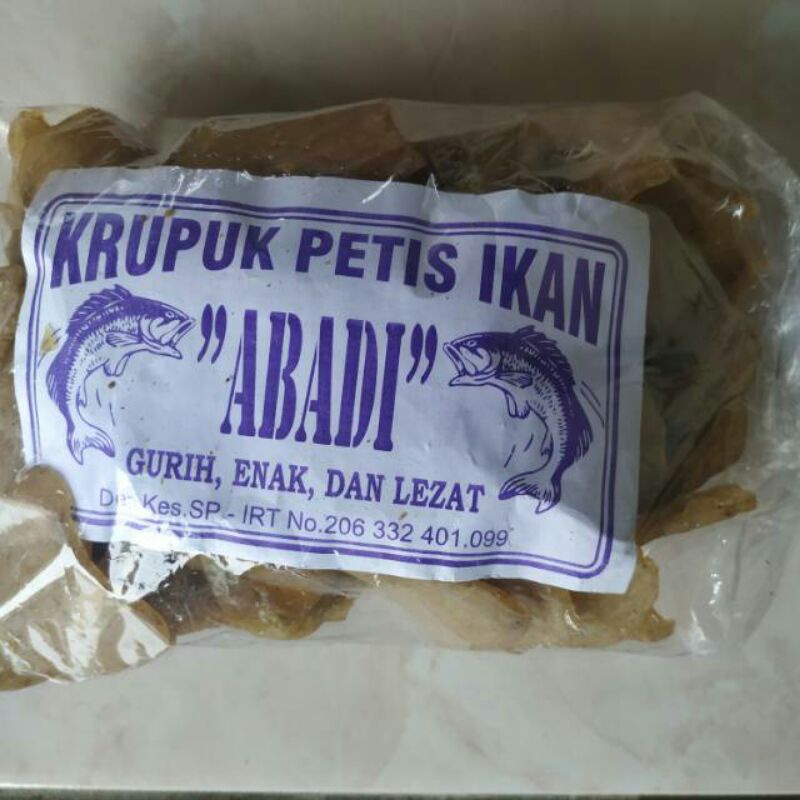 KRUPUK PETIS IKAN
"ABADI"
GURIH, ENAK, DAN LEZAT
Kes.SP - IRT No.206 332 401.099